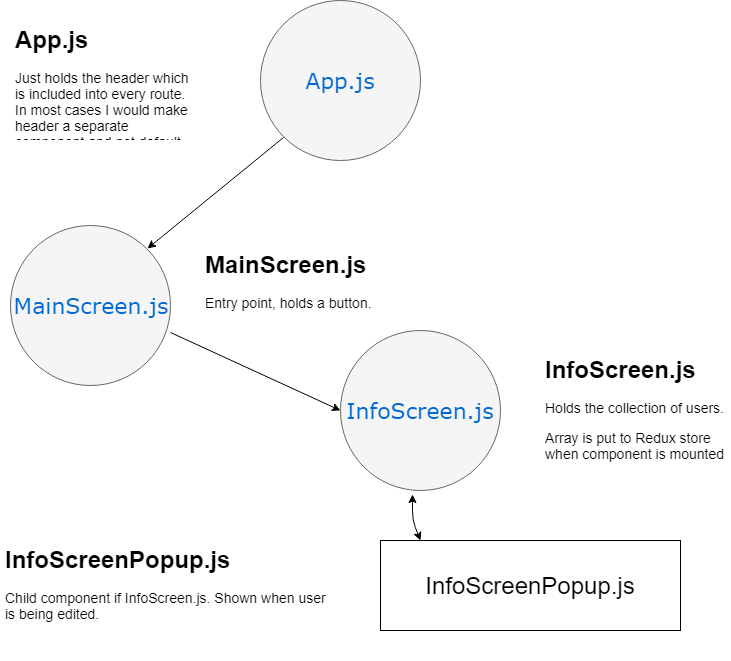 App.js
Just holds the header which
is included into every route.
In most cases I would make
header a separate
App.js
MainScreen.js
MainScreen.js
Entry point, holds a button.
InfoScreen.js
InfoScreen.js
Holds the collection of users.
Array is put to Redux store
when component is mounted
InfoScreenPopup.js
Child component if InfoScreen.js. Shown when user
is being edited.
InfoScreenPopup.js